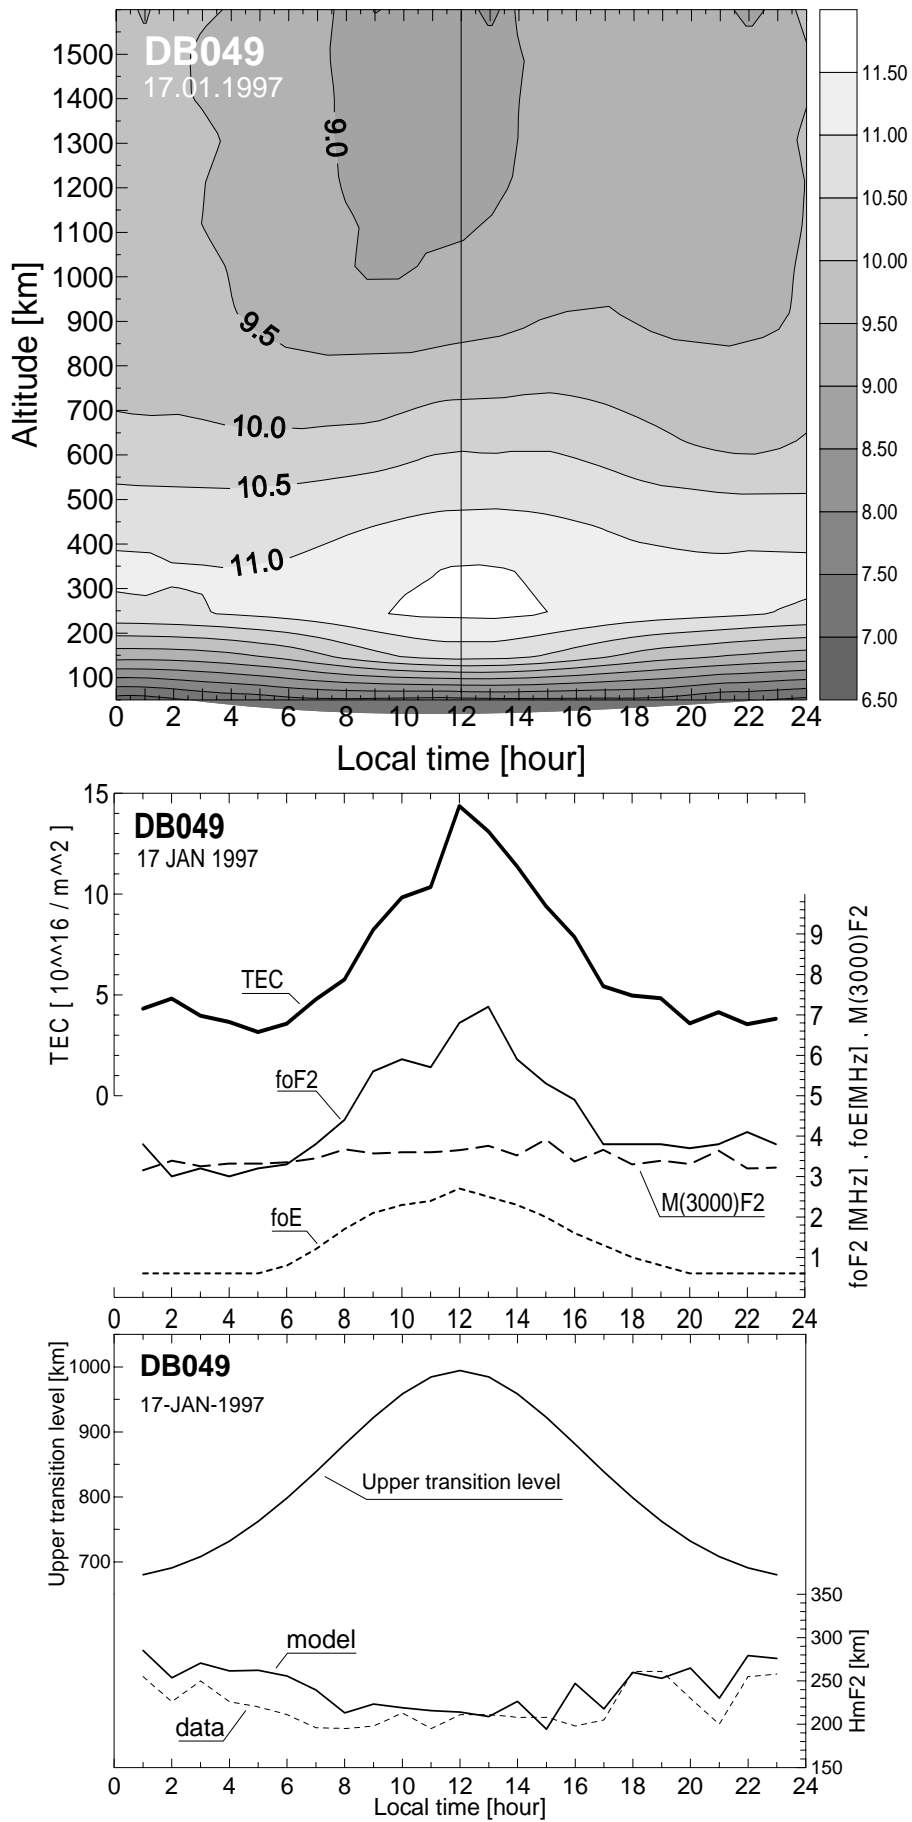 DB049
17.01.1997
Altitude [km]
1500
1400
1300
1200
1100
1000
900
800
700
600
500
400
300
200
100
9.0
9.5
10.0
10.5
11.0
11.50
11.00
10.50
10.00
9.50
9.00
8.50
8.00
7.50
7.00
6.50
0 2 4 6 8 10 12 14 16 18 20 22 24
Local time [hour]
TEC [ 10^^16 / m^^2 ]
15
10
5
0
DB049
17 JAN 1997
TEC
foF2
M(3000)F2
foE
9
8
7
6
5
4
3
2
1
foF2 [MHz] , foE[MHz] , M(3000)F2
0 2 4 6 8 10 12 14 16 18 20 22 24
Upper transition level [km]
1000
900
800
700
DB049
17-JAN-1997
Upper transition level
model
data
350
300
250
200
150
HmF2 [km]
0 2 4 6 8 10 12 14 16 18 20 22 24
Local time [hour]